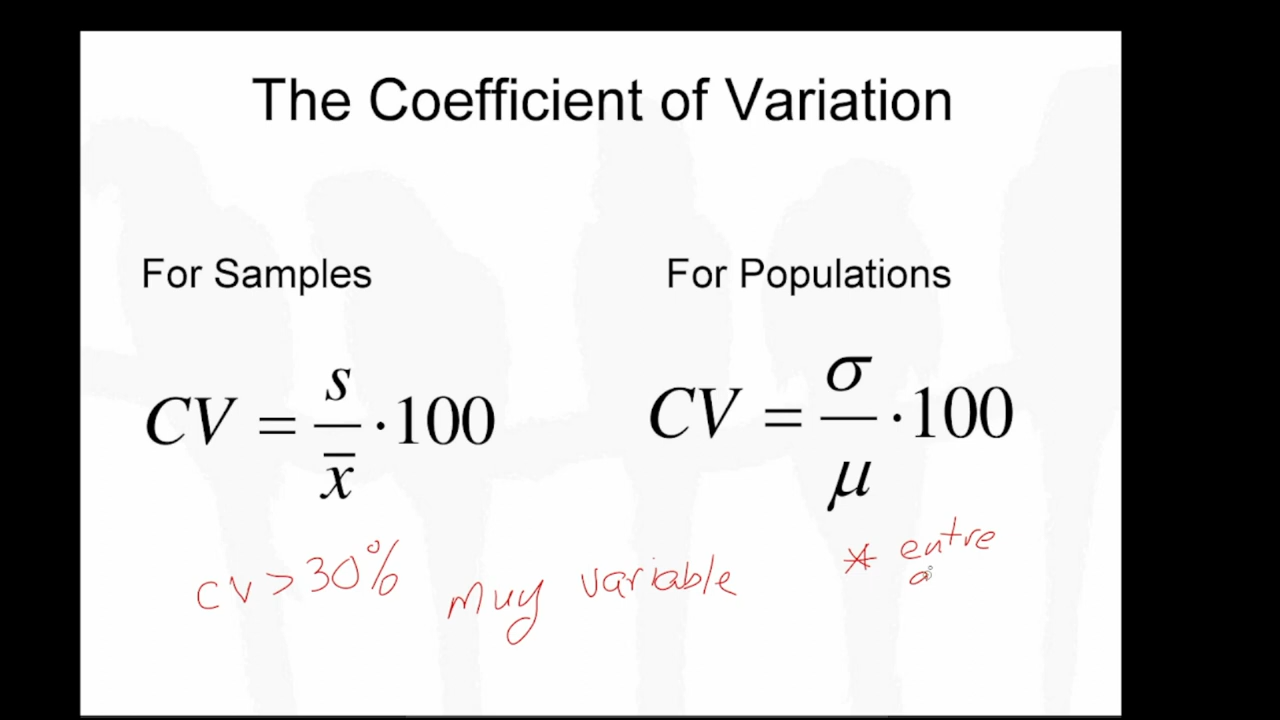 The Coefficient of Variation
For Samples
For Populations
CV = s / x̄ · 100
CV = σ / μ · 100
CV > 30% muy variable
* entre
a